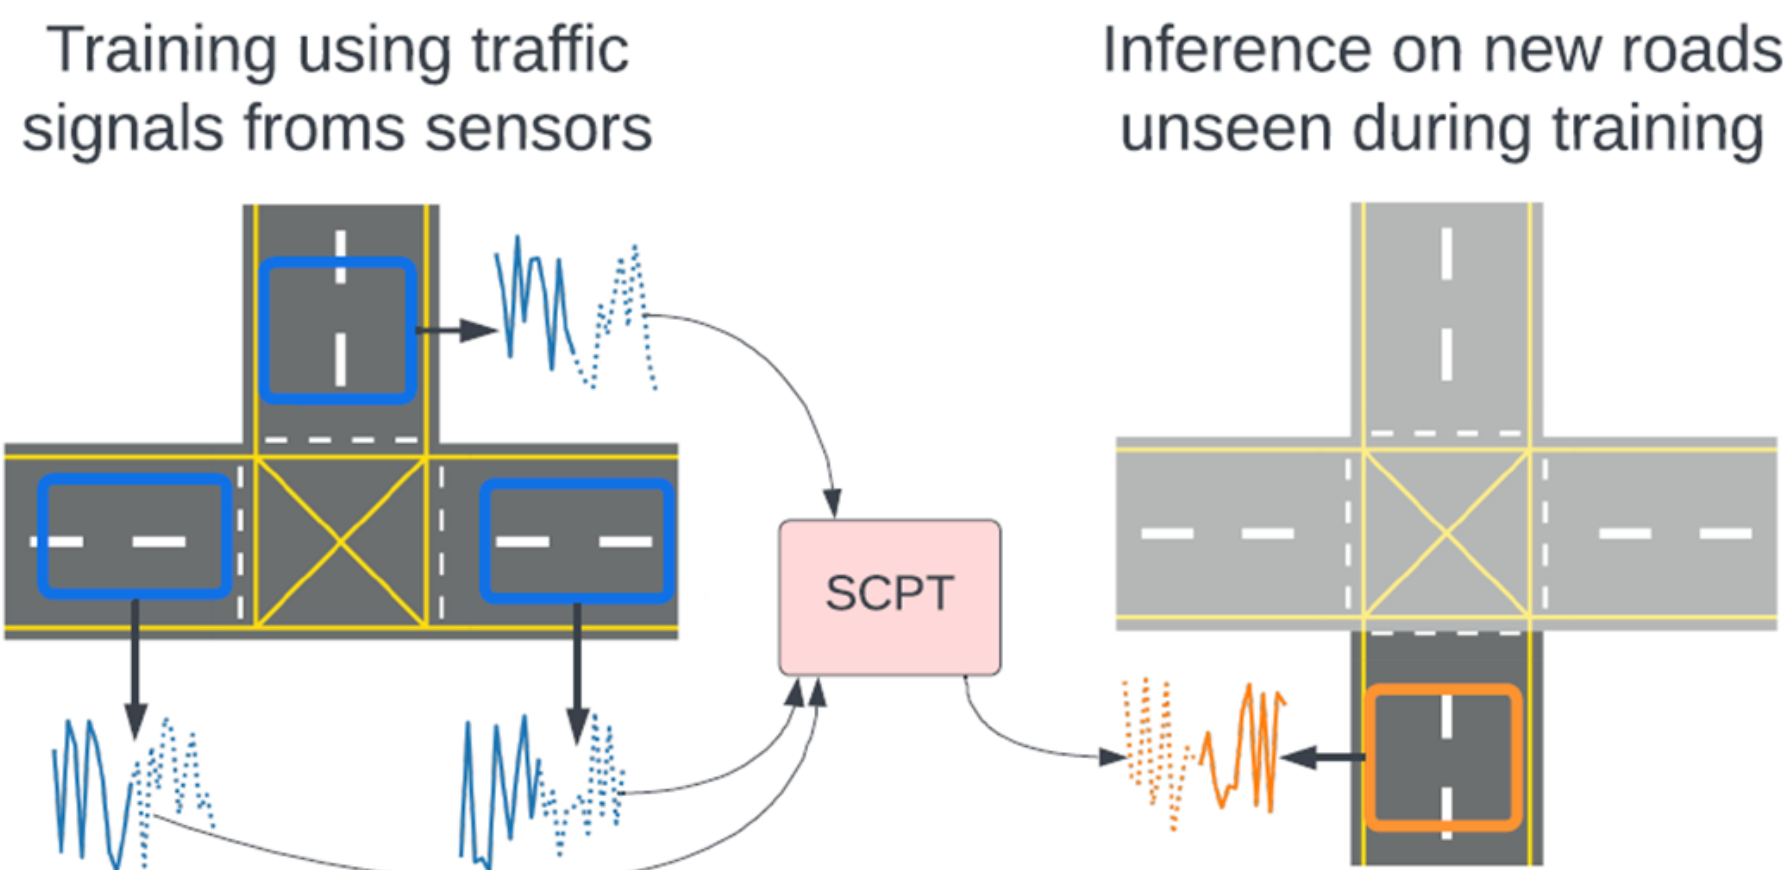 Training using traffic
signals froms sensors
Inference on new roads
unseen during training
SCPT